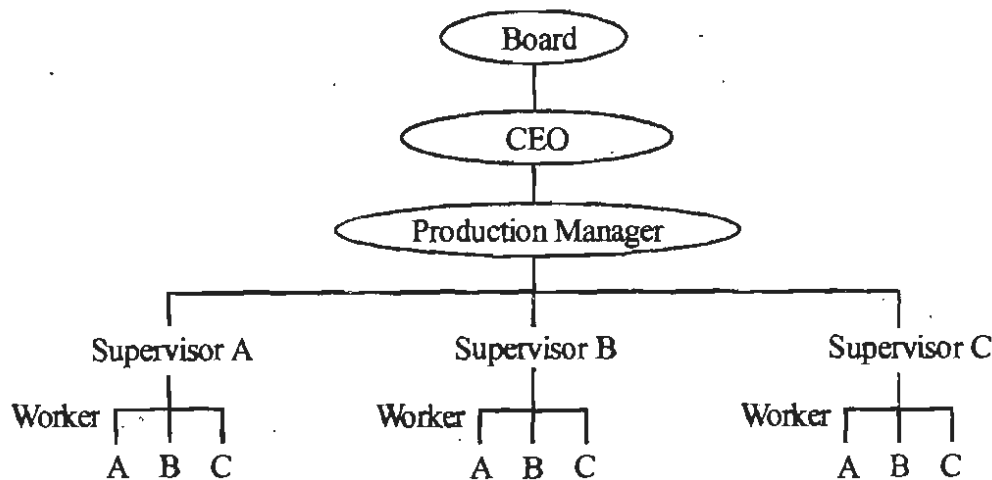 Board
CEO
Production Manager
Supervisor A Supervisor B Supervisor C
Worker Worker Worker
A B C A B C A B C